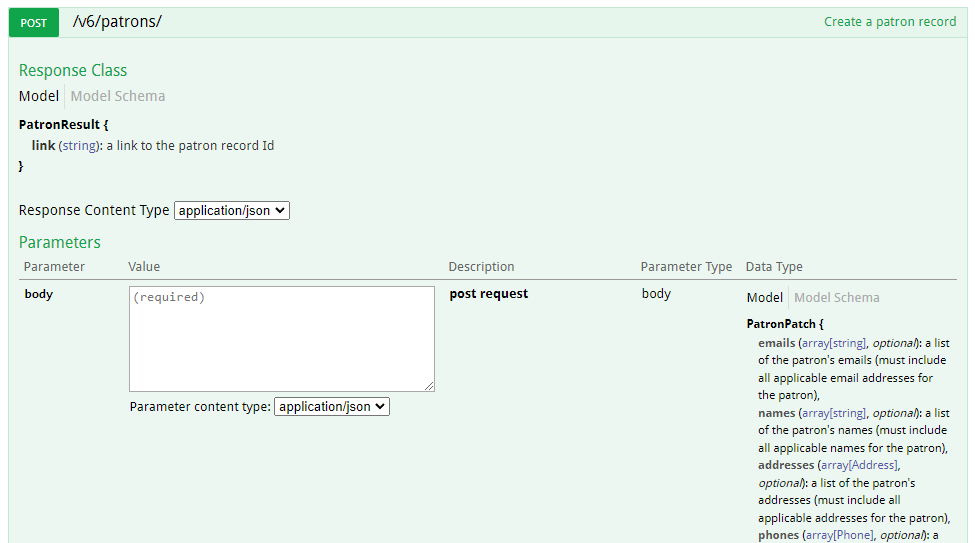 POST /v6/patrons/ Create a patron record
Response Class
Model Model Schema
PatronResult {
link (string): a link to the patron record Id
}
Response Content Type application/json
Parameters
Parameter Value Description Parameter Type Data Type
body (required) post request body Model Model Schema
PatronPatch {
emails (array[string], optional): a list
of the patron's emails (must include
all applicable email addresses for
the patron),
Parameter content type: application/json
names (array[string], optional): a list
of the patron's names (must include
all applicable names for the patron),
addresses (array[Address],
optional): a list of the patron's
addresses (must include all
applicable addresses for the patron),
phones (array[Phone], optional): a